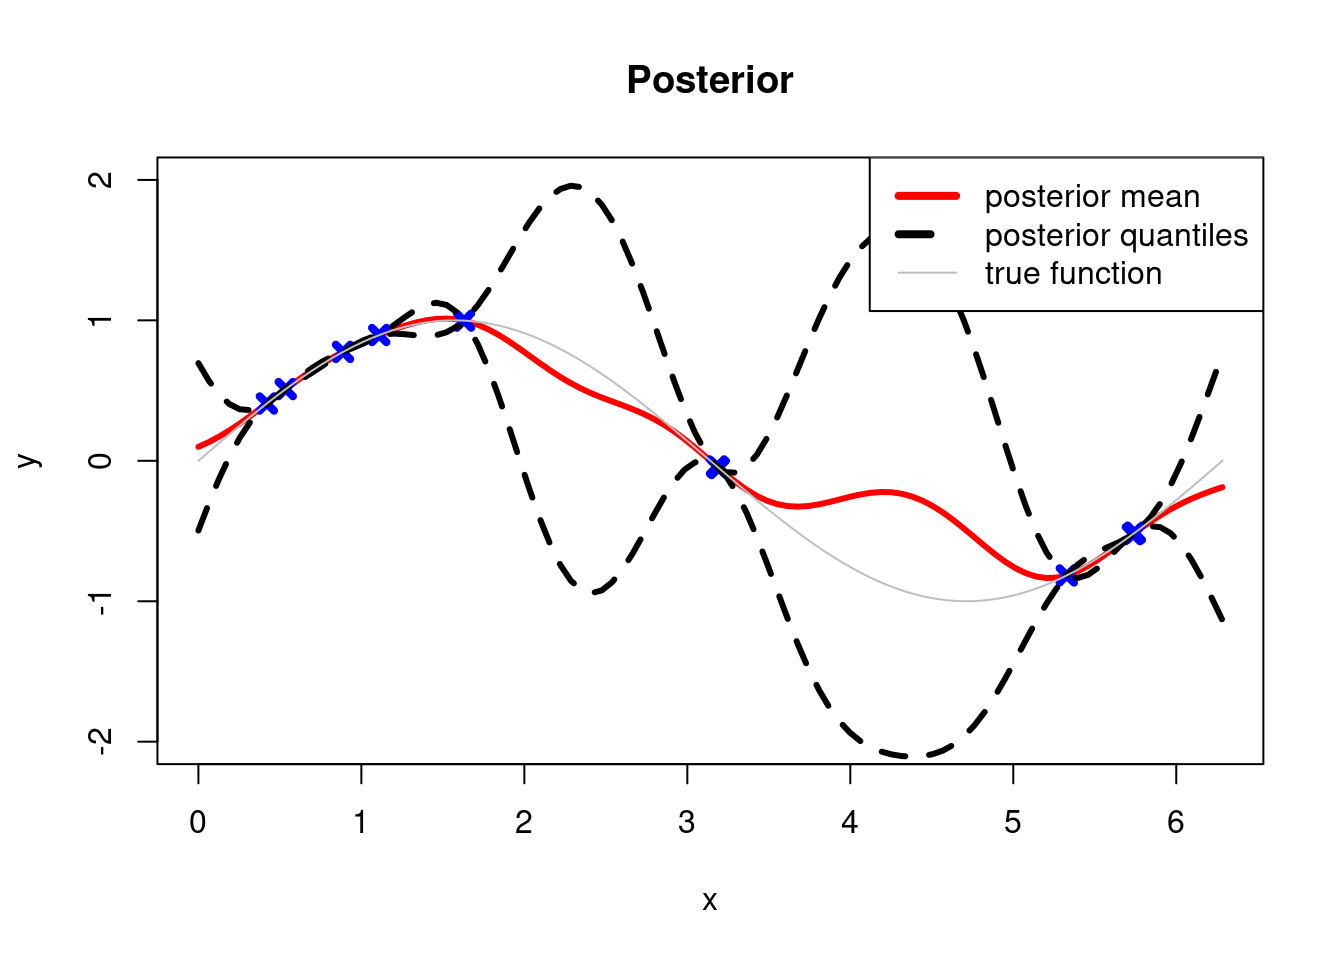 Posterior
posterior mean
posterior quantiles
true function
2
1
0
-1
-2
y
0 1 2 3 4 5 6
x